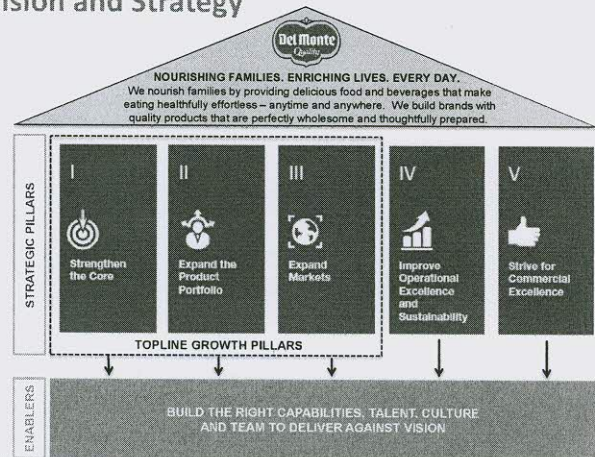 ision and Strategy
Del Monte
Quality
NOURISHING FAMILIES. ENRICHING LIVES. EVERY DAY.
We nourish families by providing delicious food and beverages that make
eating healthfully effortless – anytime and anywhere. We build brands with
quality products that are perfectly wholesome and thoughtfully prepared.
STRATEGIC PILLARS
I
Strengthen
the Core
II
Expand the
Product
Portfolio
III
Expand
Markets
IV
Improve
Operational
Excellence
and
Sustainability
V
Strive for
Commercial
Excellence
TOPLINE GROWTH PILLARS
ENABLERS
BUILD THE RIGHT CAPABILITIES, TALENT, CULTURE
AND TEAM TO DELIVER AGAINST VISION